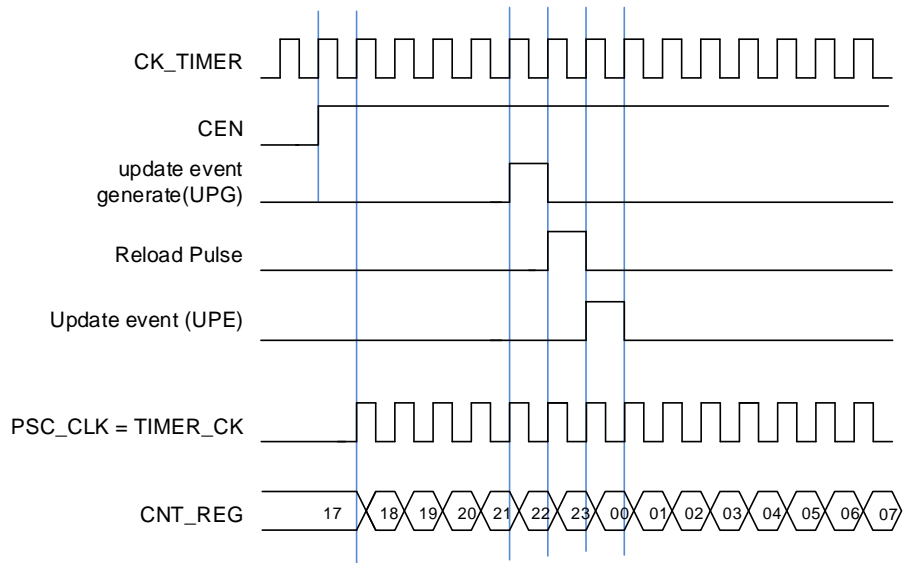 CK_TIMER
CEN
update event
generate(UPG)
Reload Pulse
Update event (UPE)
PSC_CLK = TIMER_CK
CNT_REG 17 18 19 20 21 22 23 00 01 02 03 04 05 06 07